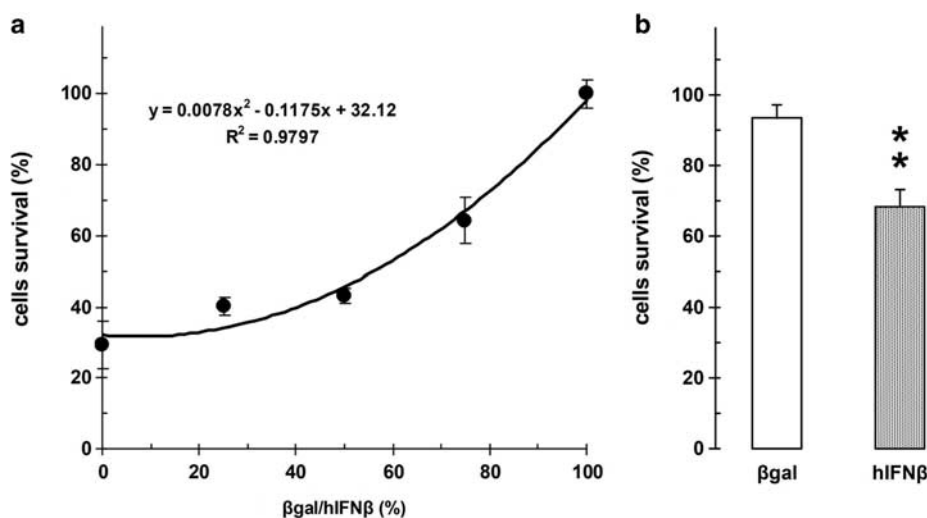 a
b
y = 0.0078x² - 0.1175x + 32.12
R² = 0.9797
cells survival (%)
100
80
60
40
20
0
0 20 40 60 80 100
βgal/hIFNβ (%)
cells survival (%)
100
80
60
40
20
0
**
βgal hIFNβ